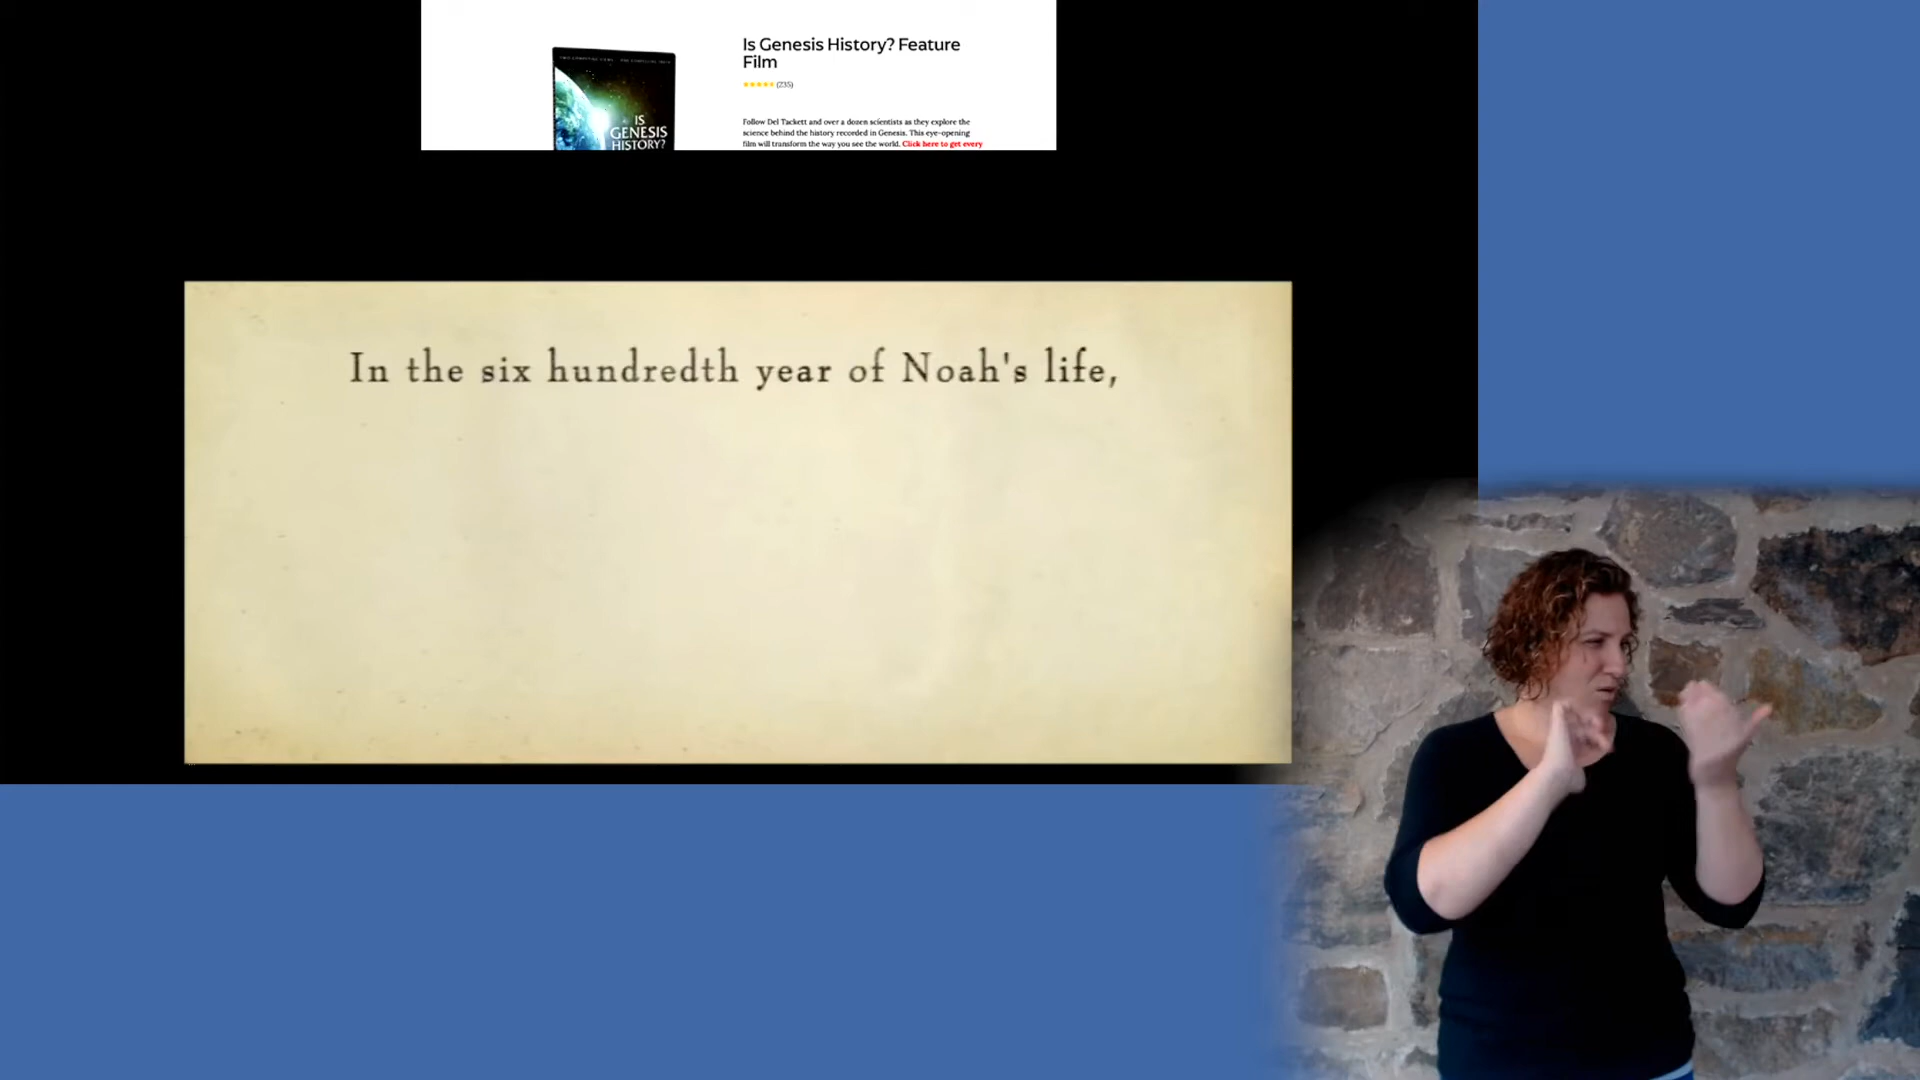 Is Genesis History? Feature
Film
(235)
IS
GENESIS
HISTORY?
Follow Del Tackett and over a dozen scientists as they explore the
science behind the history recorded in Genesis. This eye-opening
film will transform the way you see the world. Click here to get every
In the six hundredth year of Noah's life,